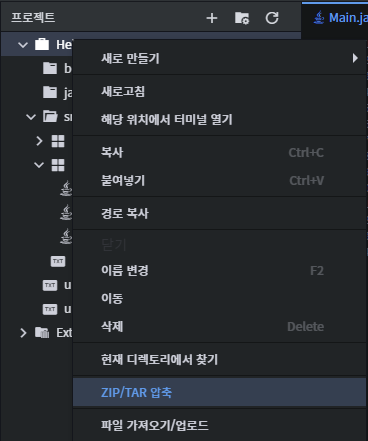 프로젝트
Main.ja
He
새로 만들기
b
새로고침
ja
해당 위치에서 터미널 열기
sr
복사 Ctrl+C
붙여넣기 Ctrl+V
경로 복사
닫기
TXT
이름 변경 F2
TXT u
이동
TXT u
삭제 Delete
Ext
현재 디렉토리에서 찾기
ZIP/TAR 압축
파일 가져오기/업로드